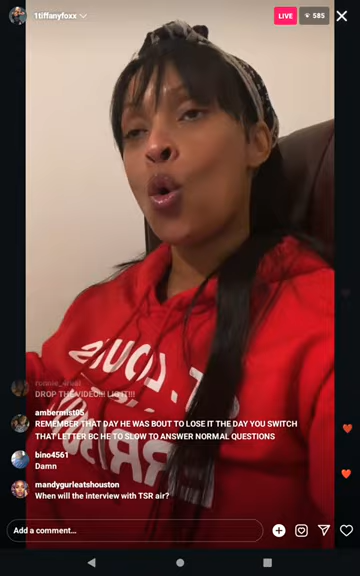 1tiffanyfoxx
LIVE
585
DROP THE VIDEO!!!
ambermist05
REMEMBER THAT DAY HE WAS BOUT TO LOSE IT THE DAY YOU SWITCH
THAT LETTER BC HE TO SLOW TO ANSWER NORMAL QUESTIONS
bino4561
Damn
mandygurleatshouston
When will the interview with TSR air?
Add a comment...